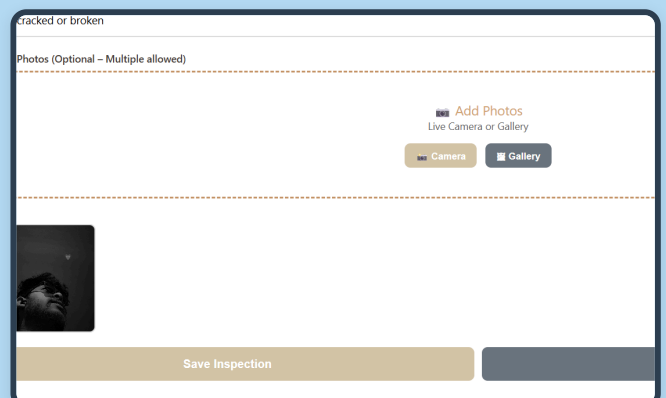 cracked or broken
Photos (Optional – Multiple allowed)
📷 Add Photos
Live Camera or Gallery
📷 Camera
Gallery
Save Inspection